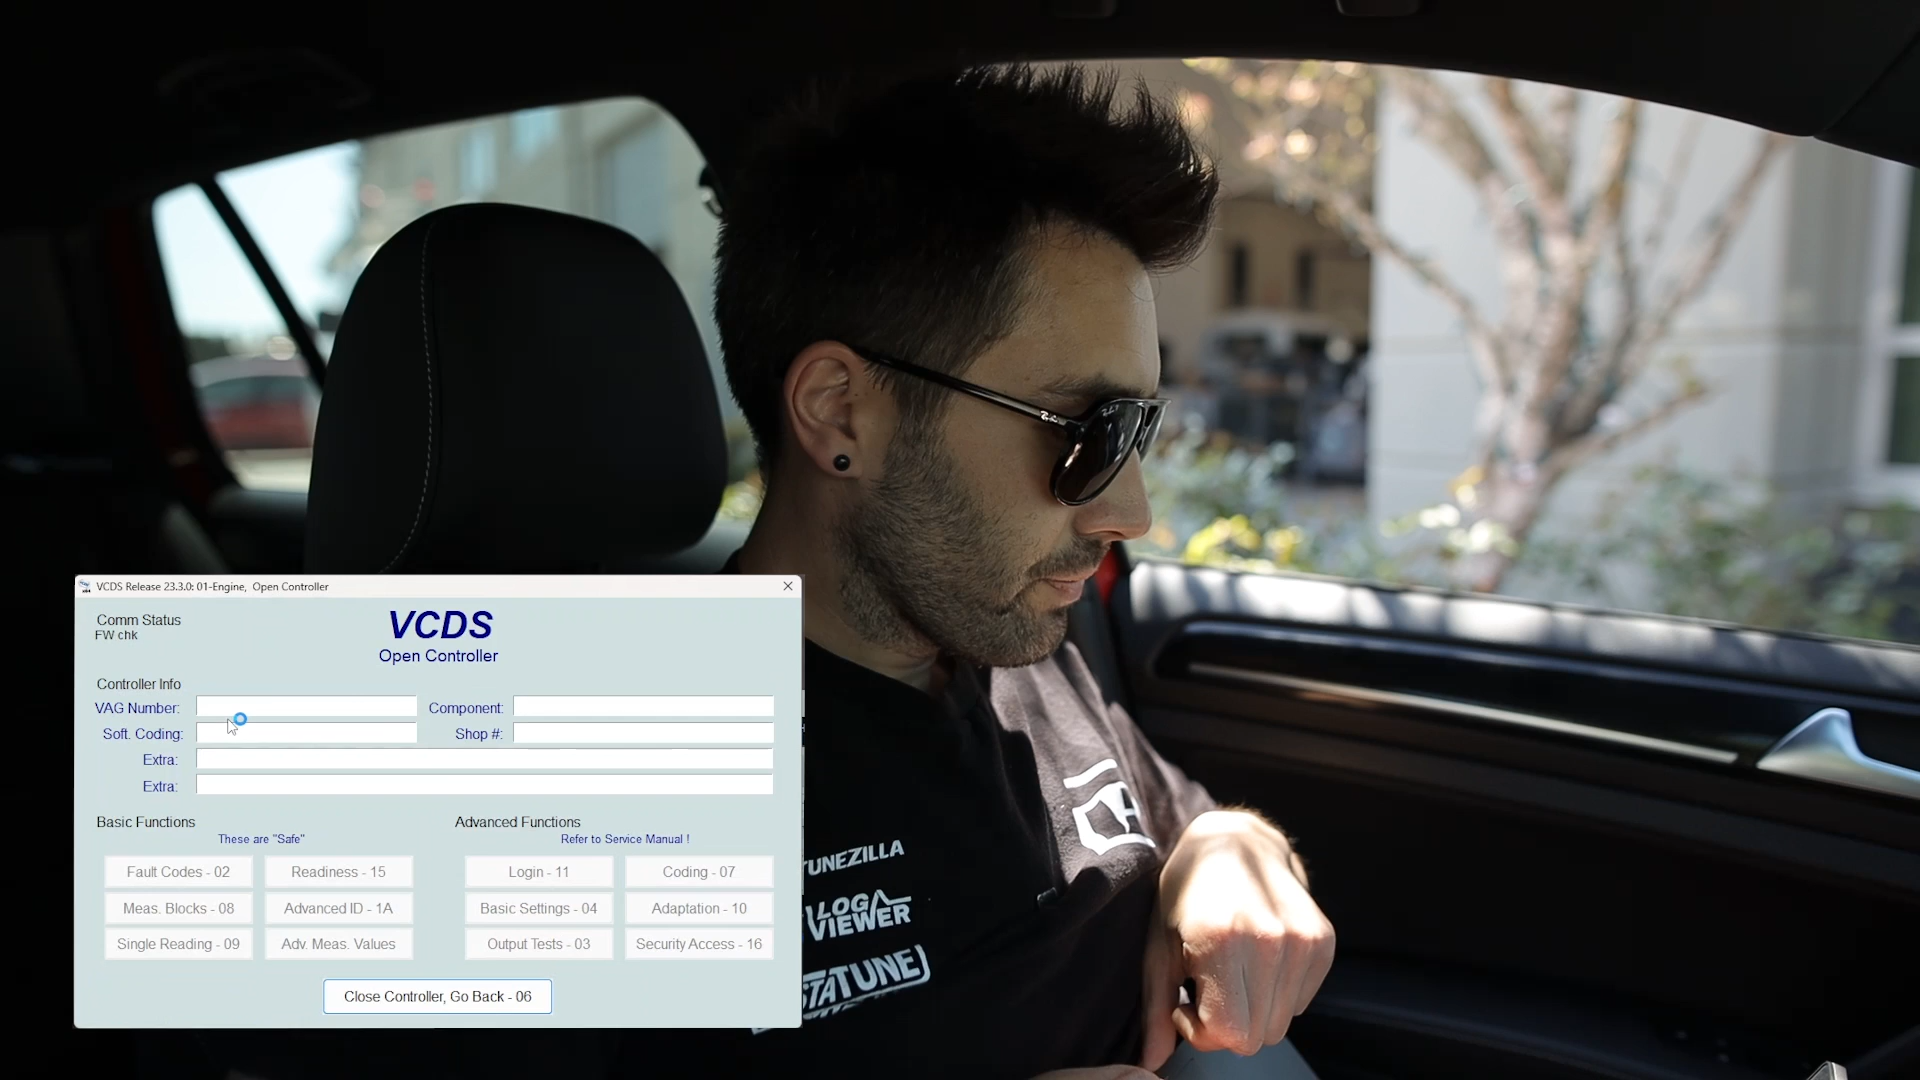 VCDS Release 23.3.0: 01-Engine, Open Controller
Comm Status
FW chk
VCDS
Open Controller
Controller Info
VAG Number:
Component:
Soft. Coding:
Shop #:
Extra:
Extra:
Basic Functions
These are "Safe"
Advanced Functions
Refer to Service Manual !
Fault Codes - 02
Readiness - 15
Login - 11
Coding - 07
Meas. Blocks - 08
Advanced ID - 1A
Basic Settings - 04
Adaptation - 10
Single Reading - 09
Adv. Meas. Values
Output Tests - 03
Security Access - 16
Close Controller, Go Back - 06
TUNEZILLA
LOG
VIEWER
STATUNE